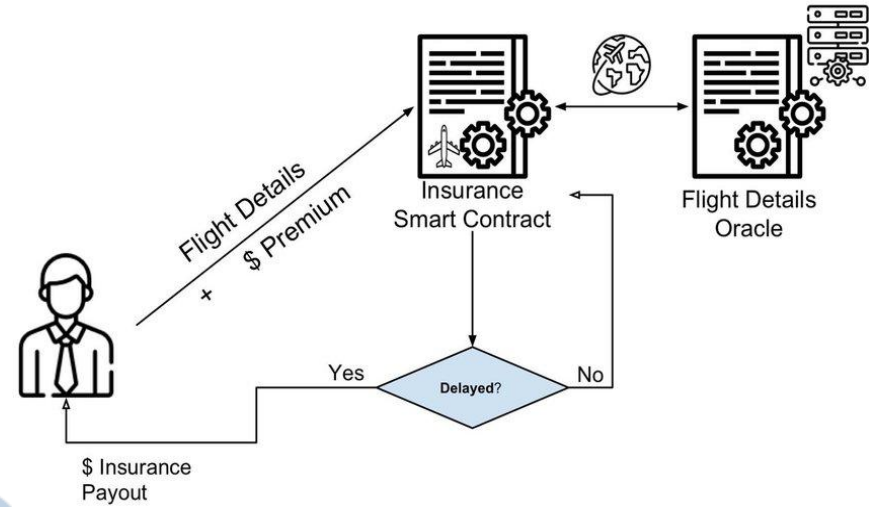 Flight Details
+ $ Premium
Insurance
Smart Contract
Flight Details
Oracle
Delayed?
Yes
No
$ Insurance
Payout